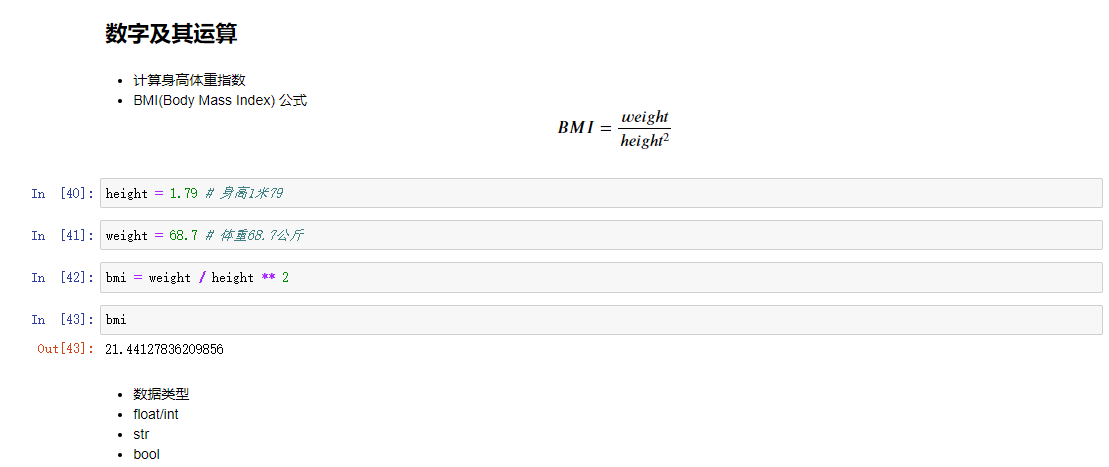 数字及其运算
计算身高体重指数
BMI(Body Mass Index) 公式
BMI = weight / height²
In [40]: height = 1.79 # 身高1米79
In [41]: weight = 68.7 # 体重68.7公斤
In [42]: bmi = weight / height ** 2
In [43]: bmi
Out[43]: 21.44127836209856
数据类型
float/int
str
bool